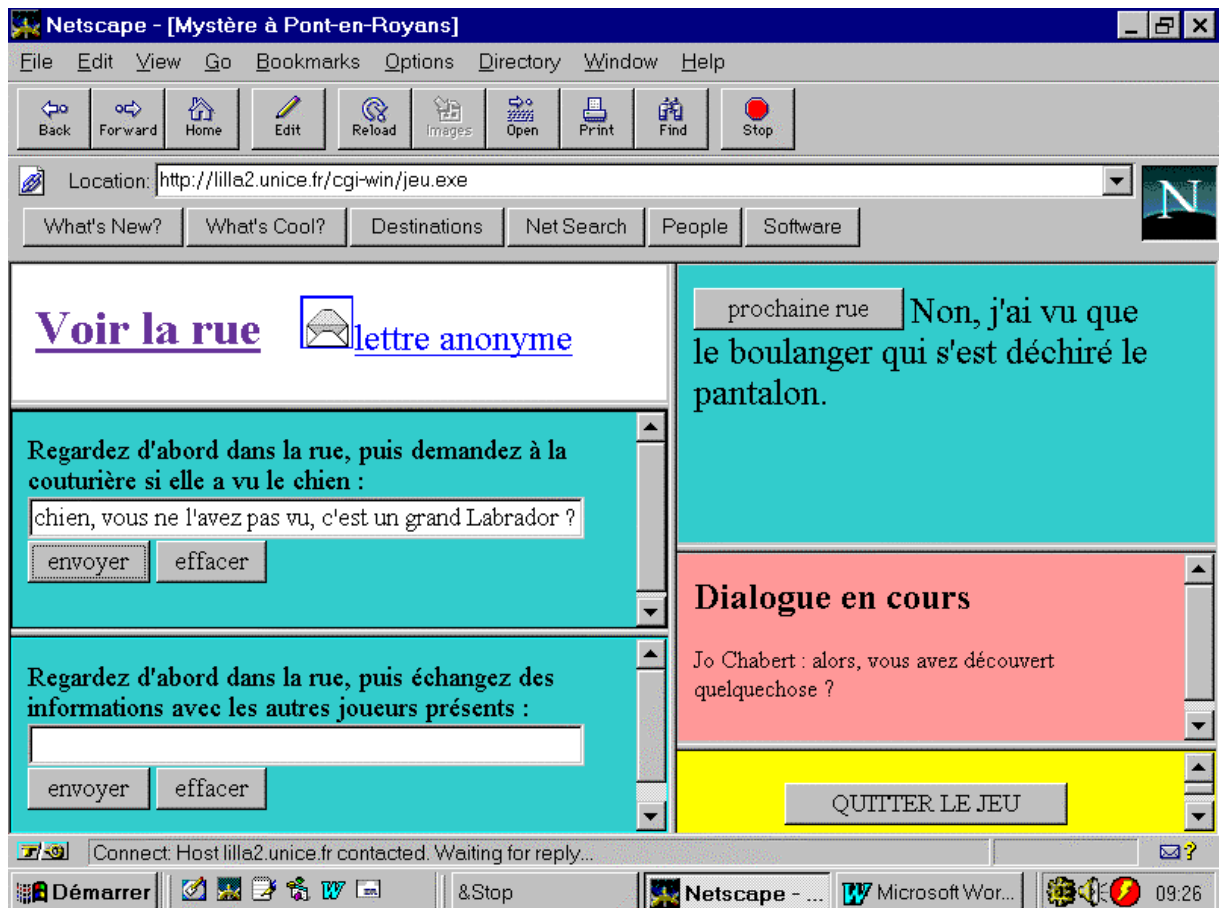 Netscape - [Mystère à Pont-en-Royans]
File Edit View Go Bookmarks Options Directory Window Help
Back Forward Home Edit Reload Images Open Print Find Stop
Location: http://lilla2.unice.fr/cgi-win/jeu.exe
N
What's New? What's Cool? Destinations Net Search People Software
Voir la rue lettre anonyme
Regardez d'abord dans la rue, puis demandez à la
couturière si elle a vu le chien :
chien, vous ne l'avez pas vu, c'est un grand Labrador ?
envoyer effacer
Regardez d'abord dans la rue, puis échangez des
informations avec les autres joueurs présents :
envoyer effacer
prochaine rue Non, j'ai vu que
le boulanger qui s'est déchiré le
pantalon.
Dialogue en cours
Jo Chabert : alors, vous avez découvert
quelquechose ?
QUITTER LE JEU
Connect: Host lilla2.unice.fr contacted. Waiting for reply...
Démarrer &Stop Netscape - ... Microsoft Wor... 09:26